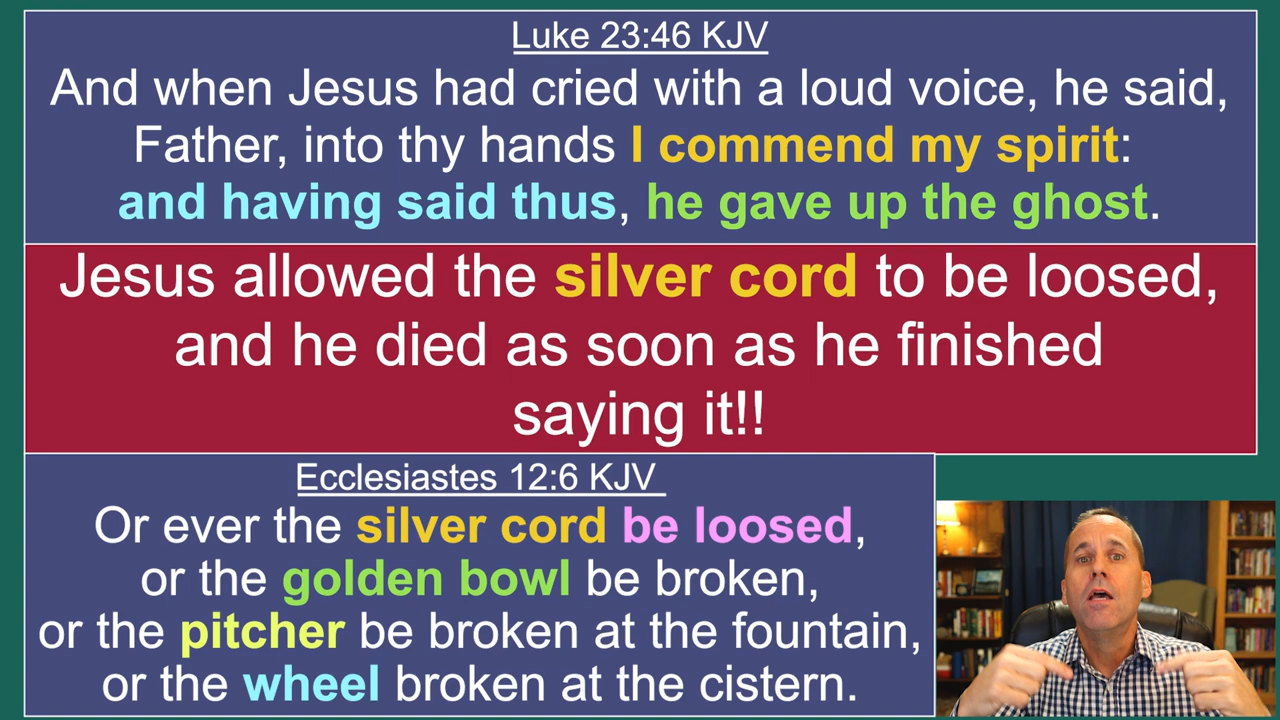 Luke 23:46 KJV
And when Jesus had cried with a loud voice, he said,
Father, into thy hands I commend my spirit:
and having said thus, he gave up the ghost.
Jesus allowed the silver cord to be loosed,
and he died as soon as he finished
saying it!!
Ecclesiastes 12:6 KJV
Or ever the silver cord be loosed,
or the golden bowl be broken,
or the pitcher be broken at the fountain,
or the wheel broken at the cistern.